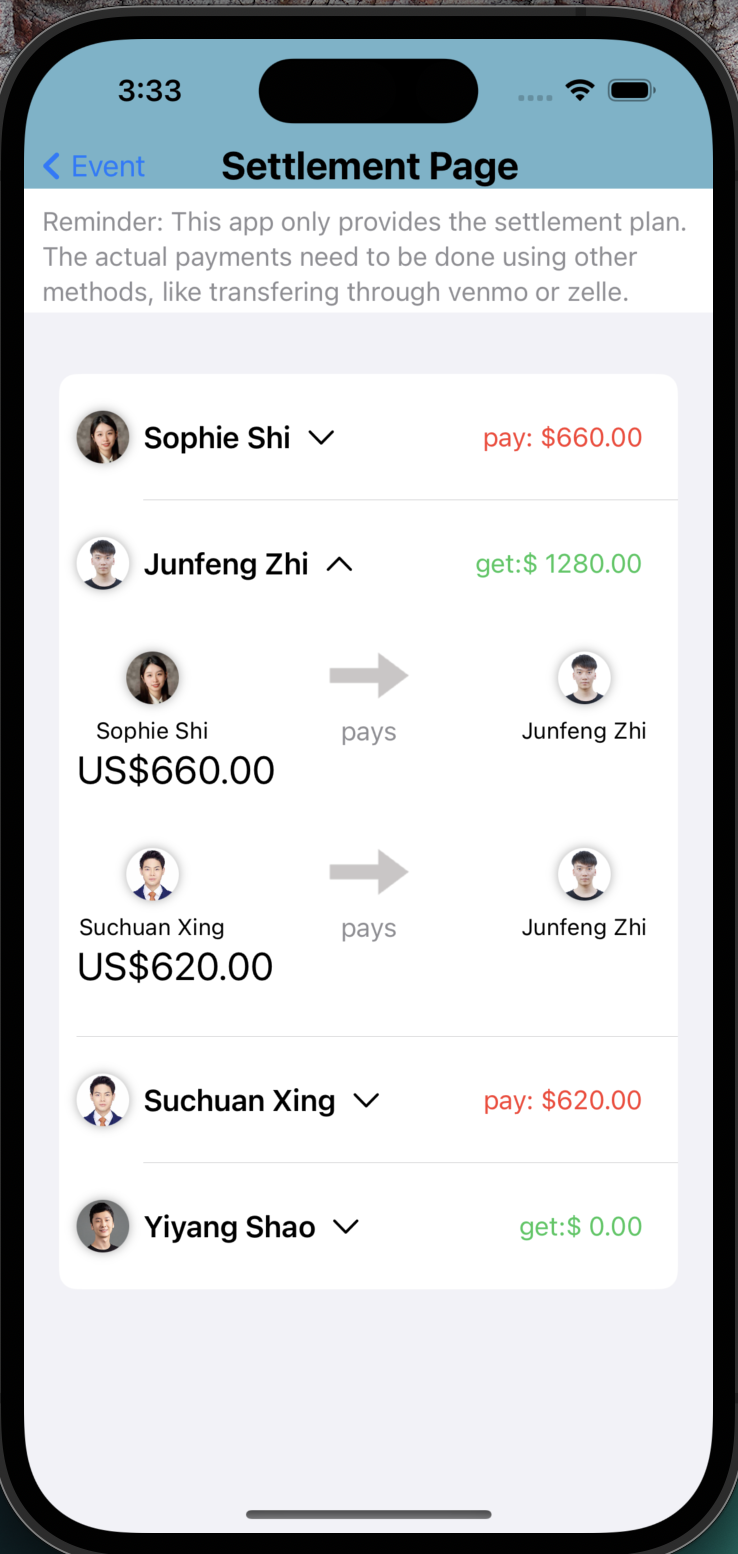 3:33
Event
Settlement Page
Reminder: This app only provides the settlement plan.
The actual payments need to be done using other
methods, like transfering through venmo or zelle.
Sophie Shi pay: $660.00
Junfeng Zhi get:$ 1280.00
Sophie Shi pays Junfeng Zhi
US$660.00
Suchuan Xing pays Junfeng Zhi
US$620.00
Suchuan Xing pay: $620.00
Yiyang Shao get:$ 0.00